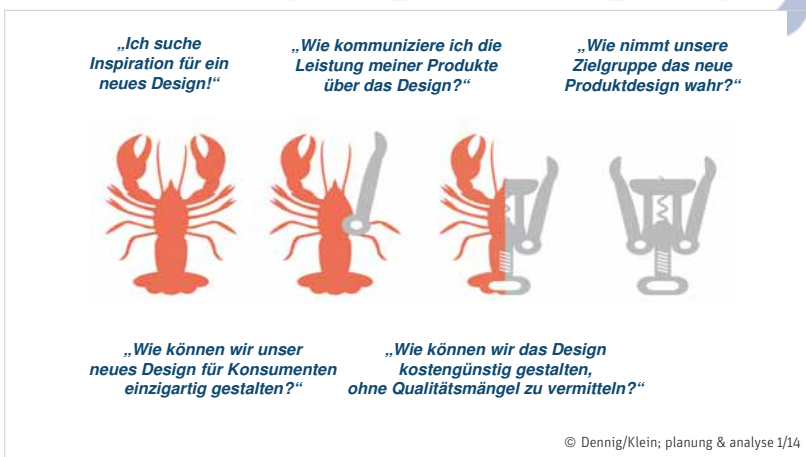 „Ich suche
Inspiration für ein
neues Design!“
„Wie kommuniziere ich die
Leistung meiner Produkte
über das Design?“
„Wie nimmt unsere
Zielgruppe das neue
Produktdesign wahr?“
„Wie können wir unser
neues Design für Konsumenten
einzigartig gestalten?“
„Wie können wir das Design
kostengünstig gestalten,
ohne Qualitätsmängel zu vermitteln?“
© Dennig/Klein; planung & analyse 1/14